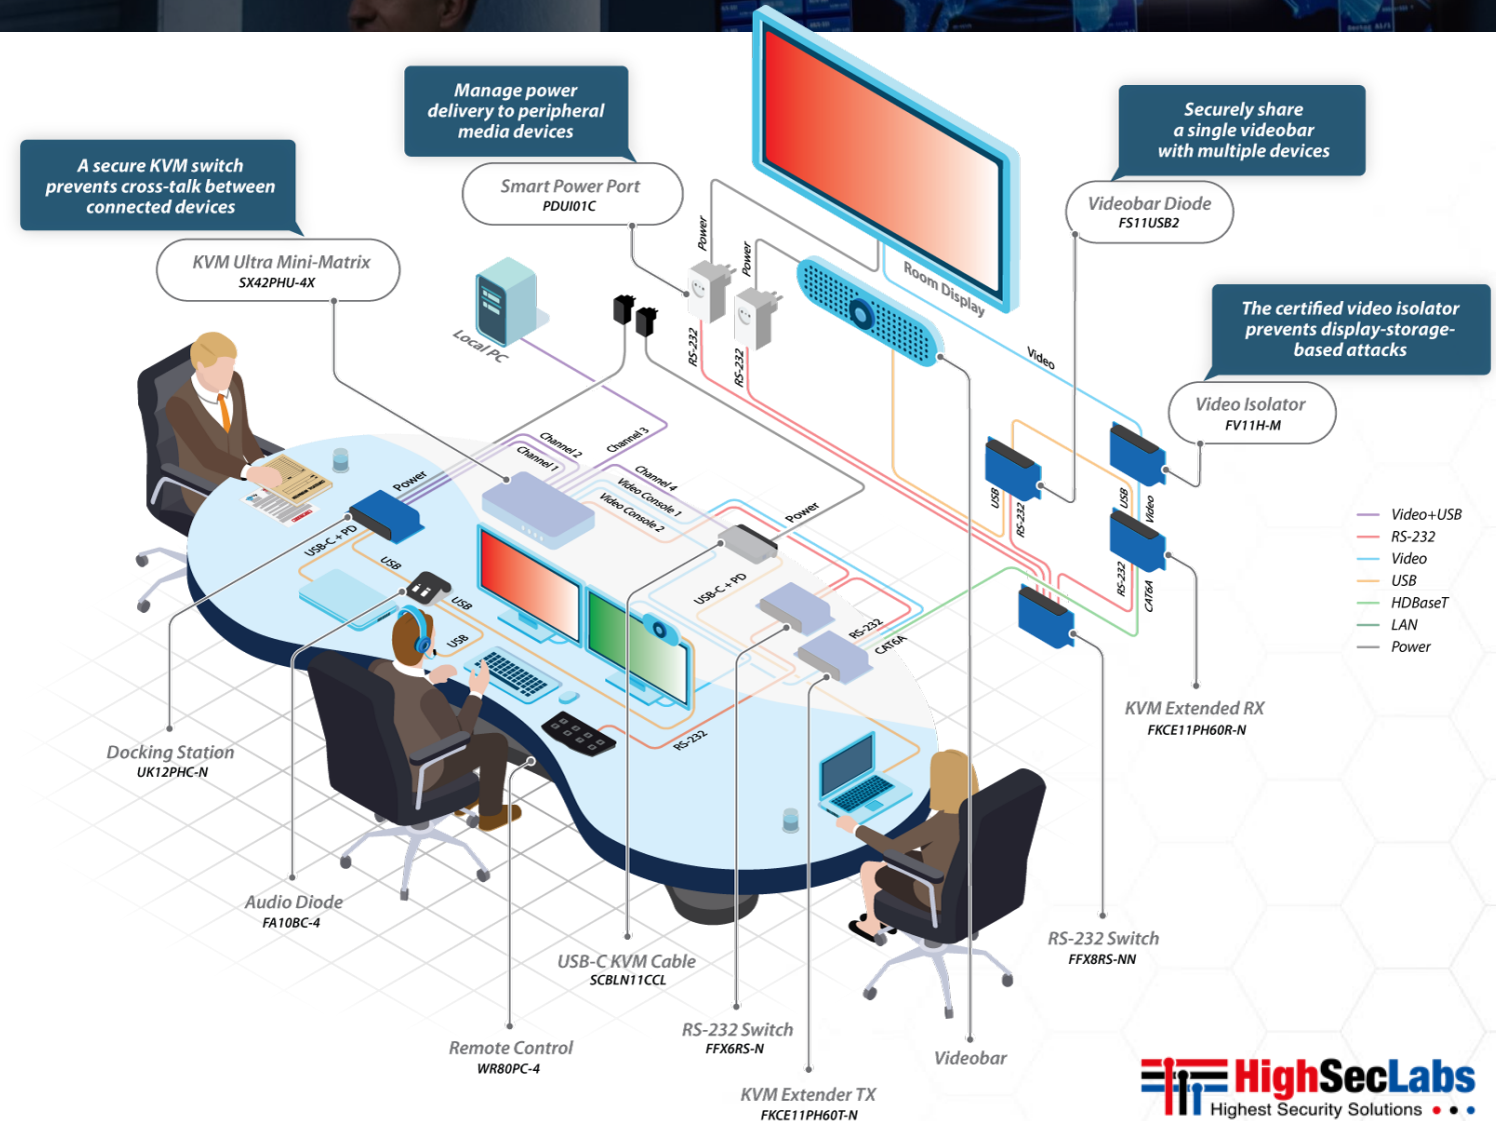 Manage power
delivery to peripheral
media devices
Securely share
a single videobar
with multiple devices
A secure KVM switch
prevents cross-talk between
connected devices
Smart Power Port
PDUI01C
Videobar Diode
FS11USB2
KVM Ultra Mini-Matrix
SX42PHU-4X
Power
Power
Room Display
The certified video isolator
prevents display-storage-
based attacks
Local PC
RS-232
RS-232
Video
Video Isolator
FV11H-M
Channel 3
Channel 2
Channel 1
Channel 4
Video Console 1
Video Console 2
Power
Power
USB
RS-232
USB
Video
Video+USB
RS-232
Video
USB
HDBaseT
LAN
Power
USB-C + PD
USB
USB
USB
USB-C + PD
RS-232
CAT6A
RS-232
CAT6A
RS-232
KVM Extended RX
FKCE11PH60R-N
Docking Station
UK12PHC-N
Audio Diode
FA10BC-4
RS-232 Switch
FFX8RS-NN
USB-C KVM Cable
SCBLN11CCL
RS-232 Switch
FFX6RS-N
Remote Control
WR80PC-4
Videobar
KVM Extender TX
FKCE11PH60T-N
HighSecLabs
Highest Security Solutions